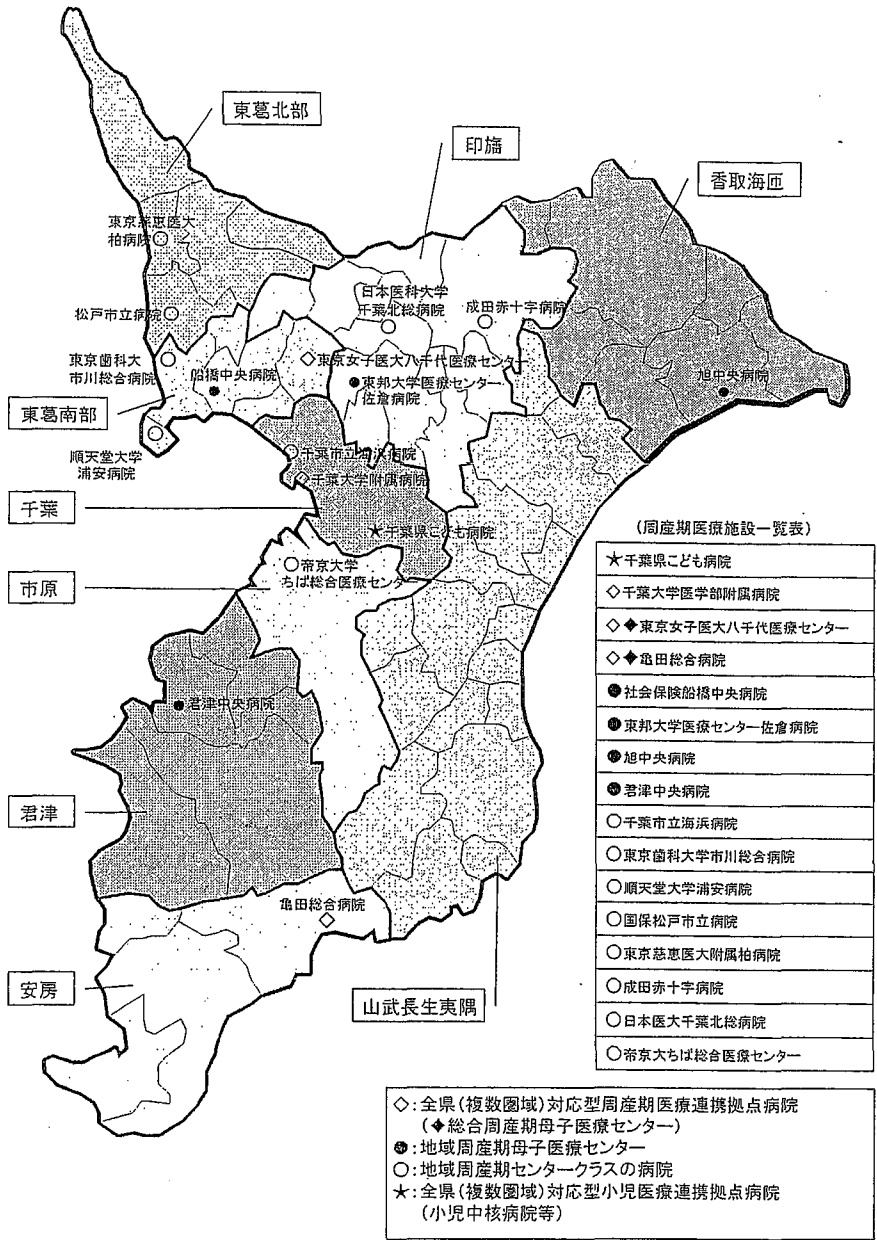 東葛北部
印旛
香取海匝
東京慈恵医大
柏病院○
松戸市立病院○
東京歯科大○
市川総合病院
船橋中央病院
●
日本医科大学
千葉北総病院
○
成田赤十字病院
○
◇東京女子医大八千代医療センター
●東邦大学医療センター
佐倉病院
旭中央病院
●
東葛南部
○
順天堂大学
浦安病院
○千葉市立海浜病院
◇千葉大学附属病院
★千葉県こども病院
千葉
市原
○帝京大学
ちば総合医療センター
●君津中央病院
君津
亀田総合病院
◇
安房
山武長生夷隅
(周産期医療施設一覧表)
★千葉県こども病院
◇千葉大学医学部附属病院
◇◆東京女子医大八千代医療センター
◇◆亀田総合病院
●社会保険船橋中央病院
●東邦大学医療センター佐倉病院
●旭中央病院
●君津中央病院
○千葉市立海浜病院
○東京歯科大学市川総合病院
○順天堂大学浦安病院
○国保松戸市立病院
○東京慈恵医大附属柏病院
○成田赤十字病院
○日本医大千葉北総病院
○帝京大ちば総合医療センター
◇:全県(複数圏域)対応型周産期医療連携拠点病院
(◆総合周産期母子医療センター)
●:地域周産期母子医療センター
○:地域周産期センタークラスの病院
★:全県(複数圏域)対応型小児医療連携拠点病院
(小児中核病院等)